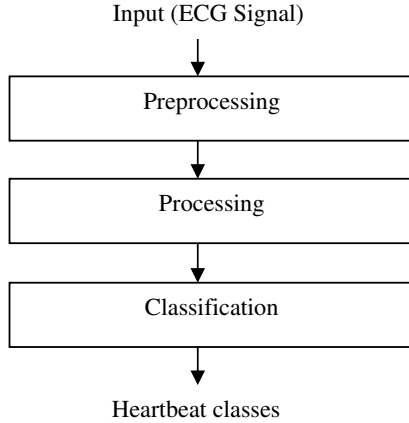 Input (ECG Signal)
Preprocessing
Processing
Classification
Heartbeat classes